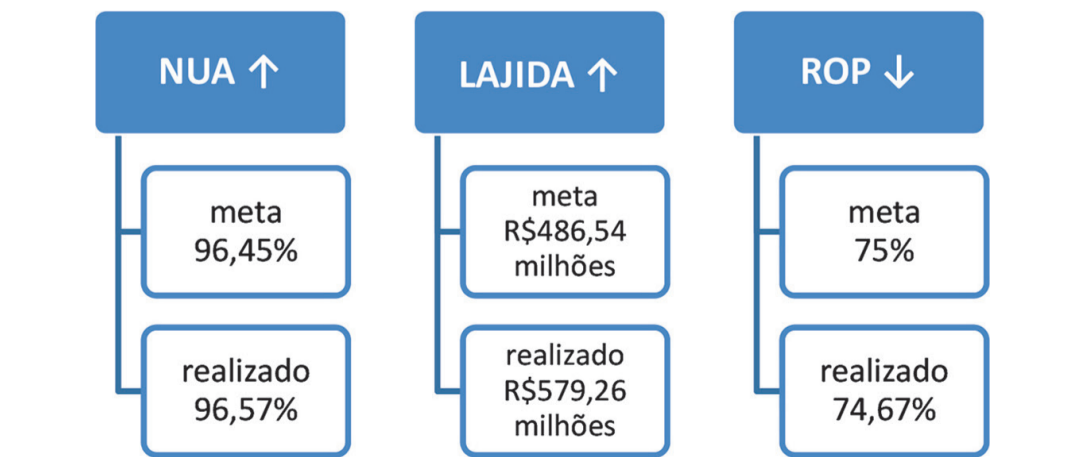 NUA ↑
meta
96,45%
realizado
96,57%
LAJIDA ↑
meta
R$486,54
milhões
realizado
R$579,26
milhões
ROP ↓
meta
75%
realizado
74,67%